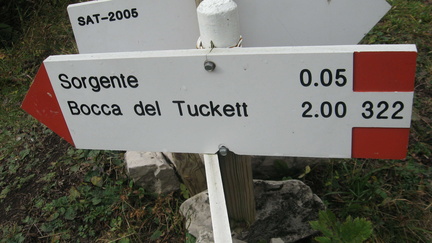 SAT-2005
Sorgente 0.05
Bocca del Tuckett 2.00 322